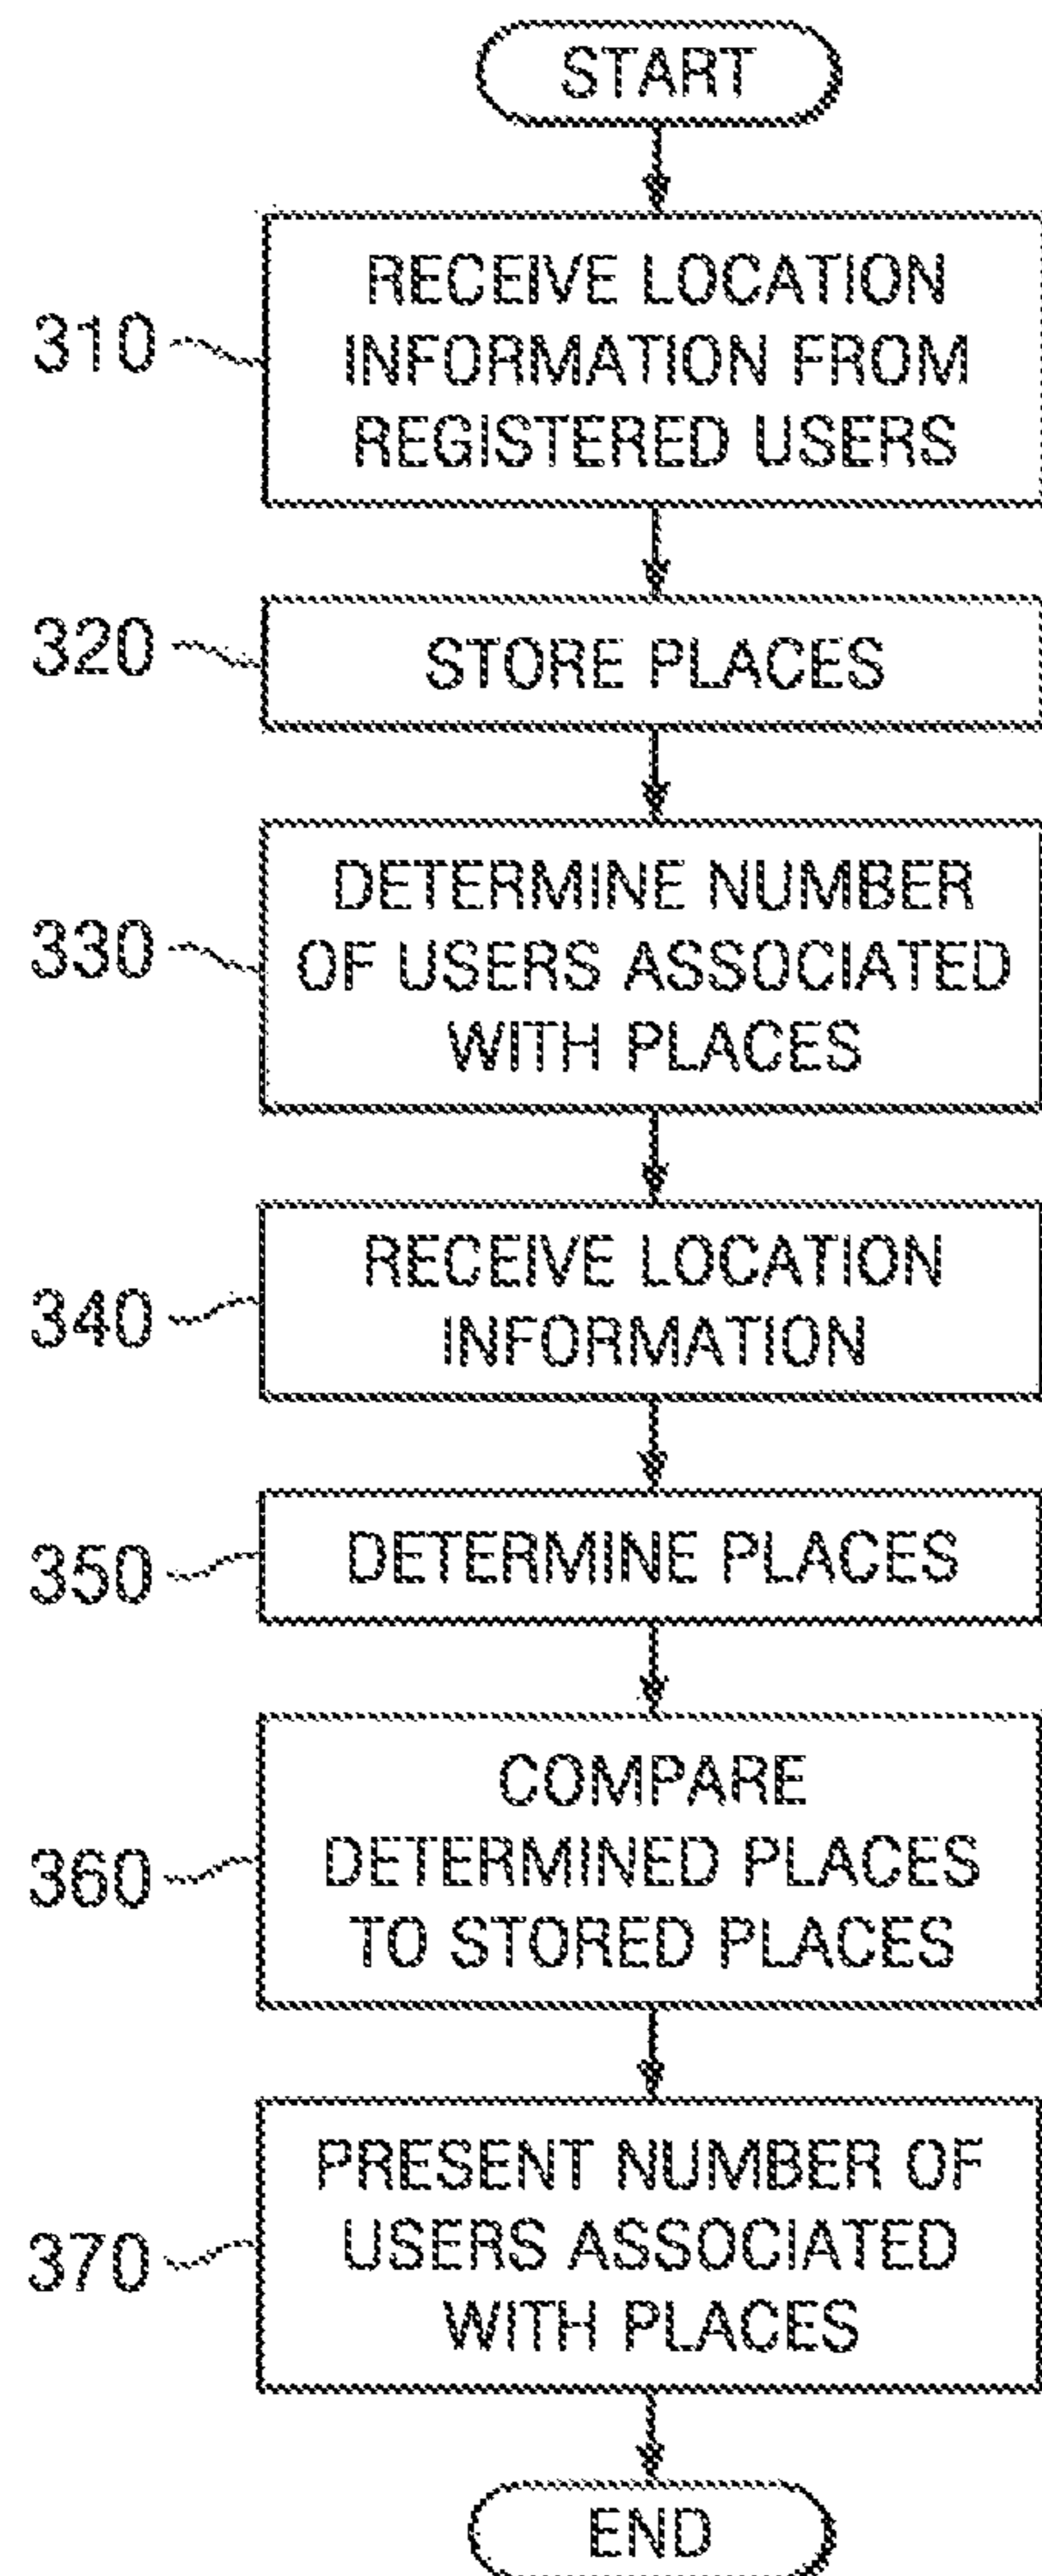 START
310
RECEIVE LOCATION
INFORMATION FROM
REGISTERED USERS
320
STORE PLACES
330
DETERMINE NUMBER
OF USERS ASSOCIATED
WITH PLACES
340
RECEIVE LOCATION
INFORMATION
350
DETERMINE PLACES
360
COMPARE
DETERMINED PLACES
TO STORED PLACES
370
PRESENT NUMBER OF
USERS ASSOCIATED
WITH PLACES
END